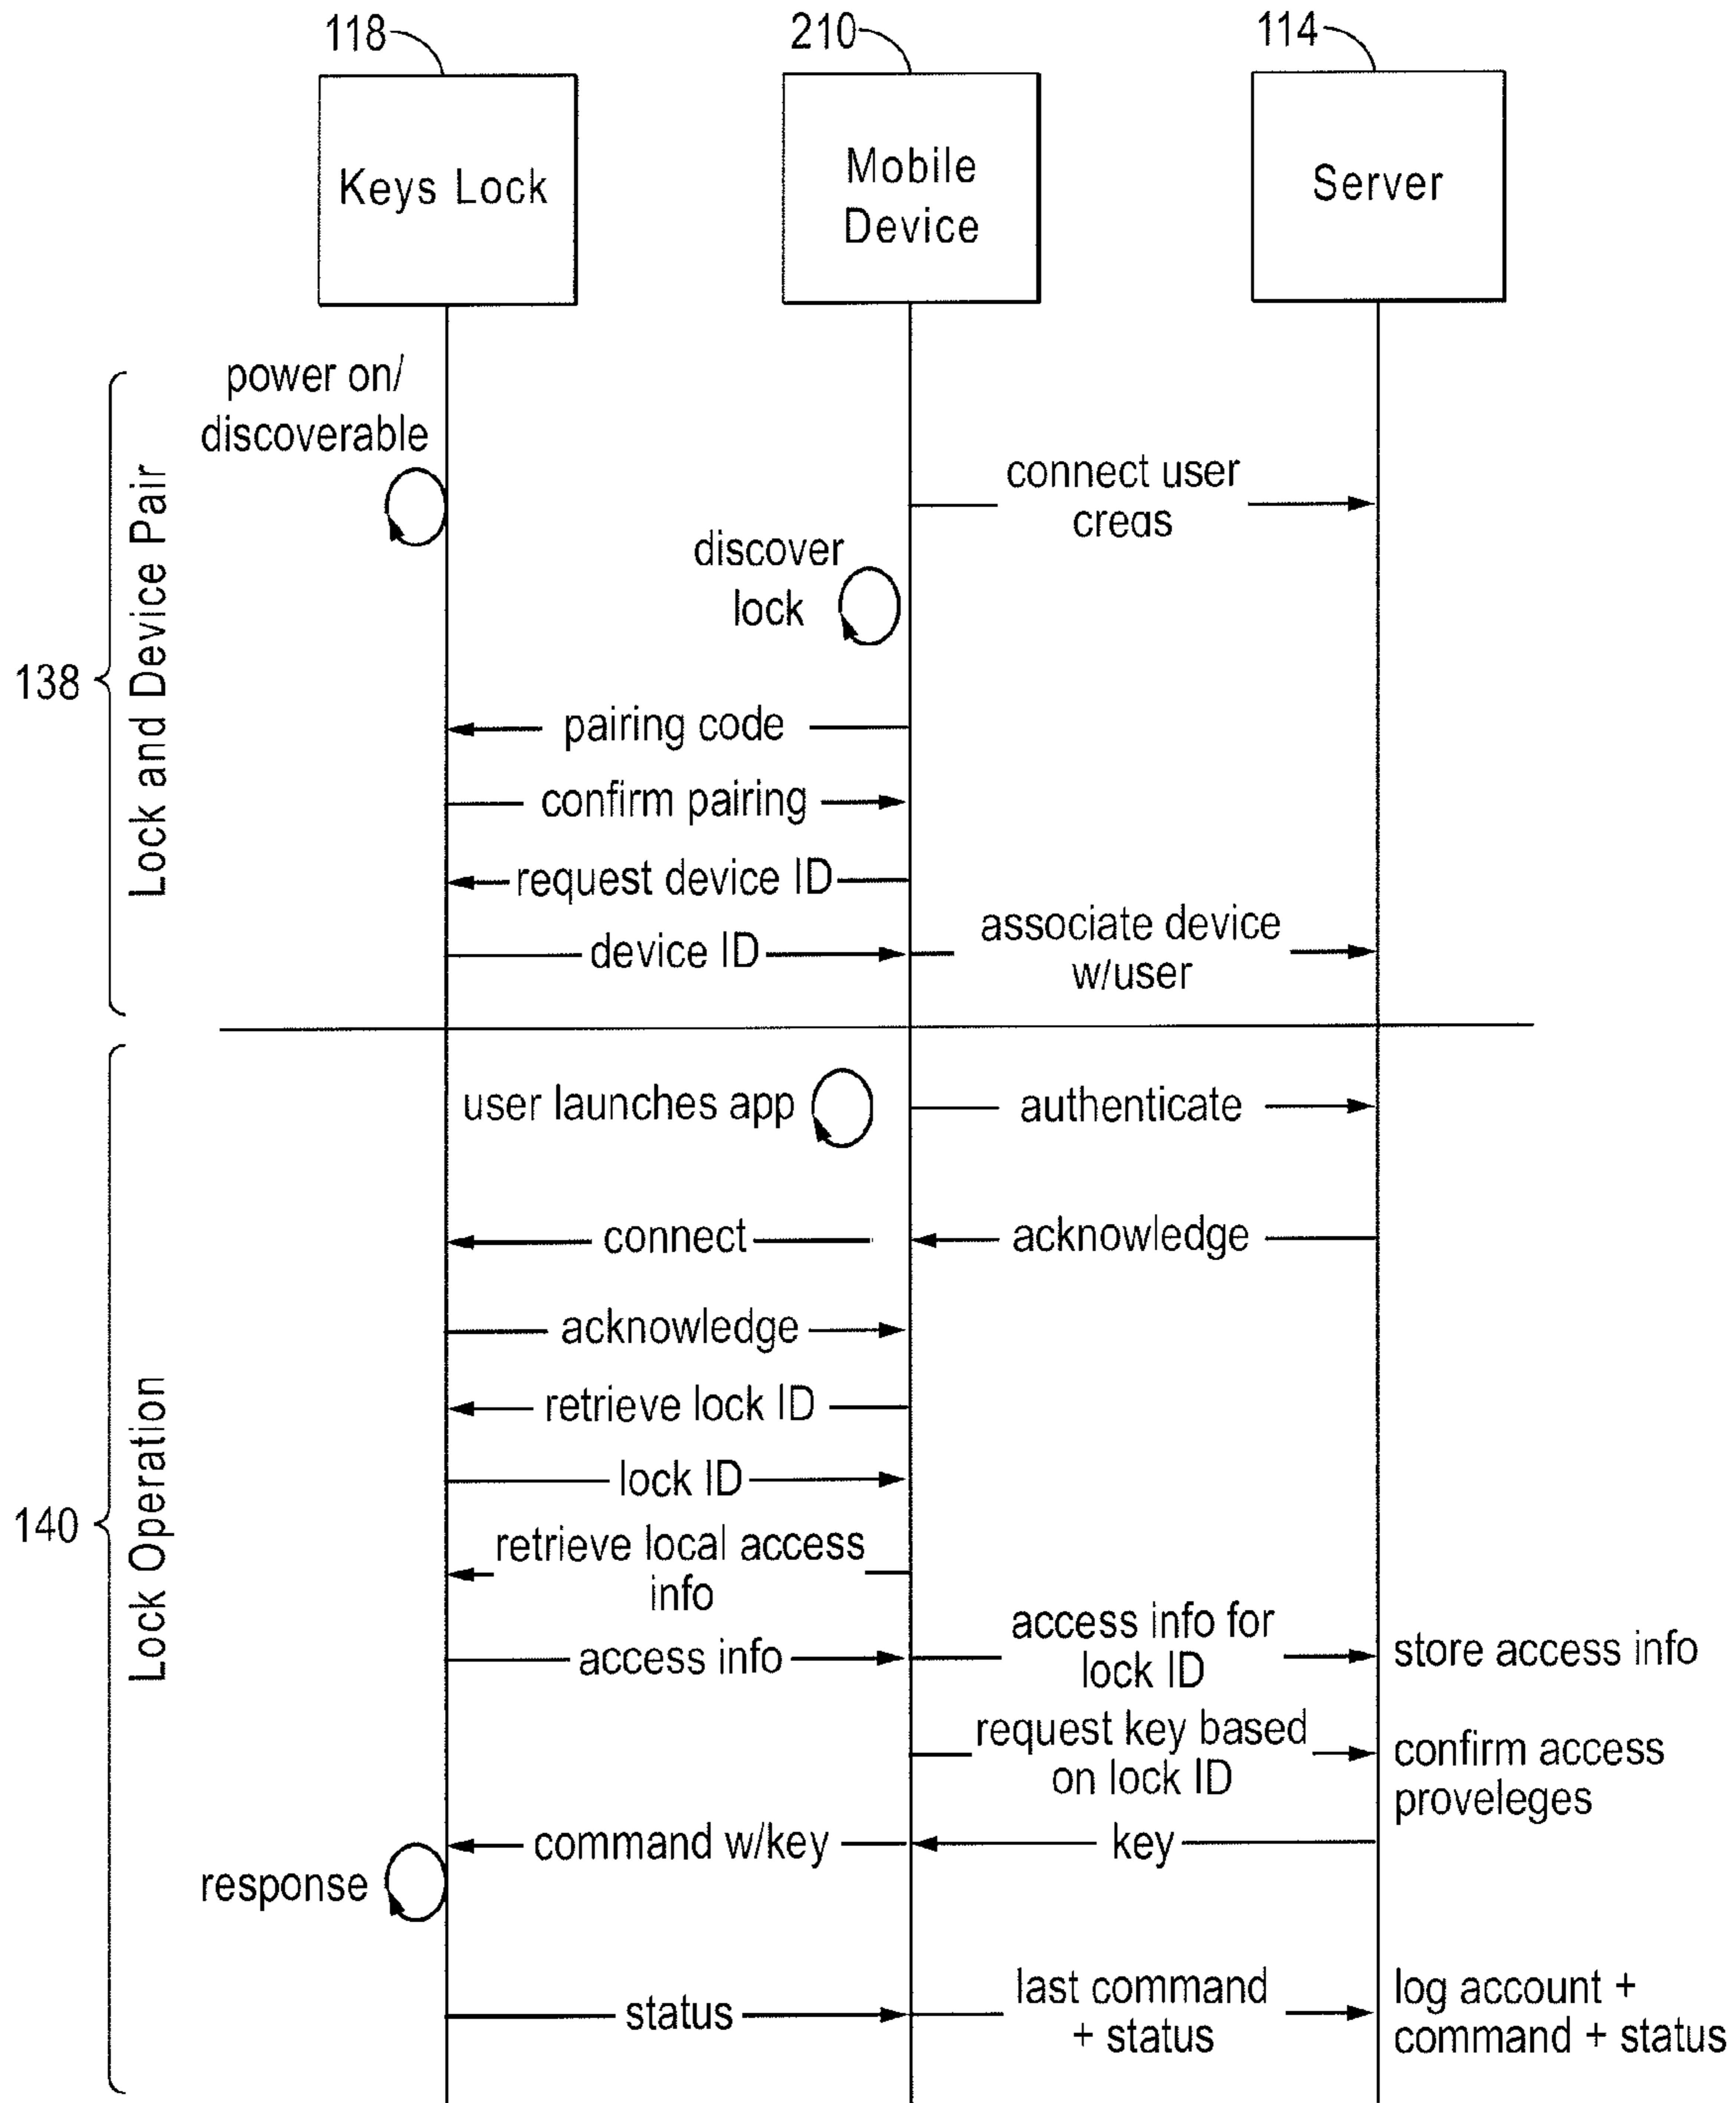 118
210
114
Keys Lock
Mobile
Device
Server
138
Lock and Device Pair
power on/
discoverable
connect user
creds
discover
lock
pairing code
confirm pairing
request device ID
device ID
associate device
w/user
140
Lock Operation
user launches app
authenticate
connect
acknowledge
acknowledge
retrieve lock ID
lock ID
retrieve local access
info
access info
access info for
lock ID
store access info
request key based
on lock ID
confirm access
proveleges
command w/key
key
response
status
last command
+ status
log account +
command + status